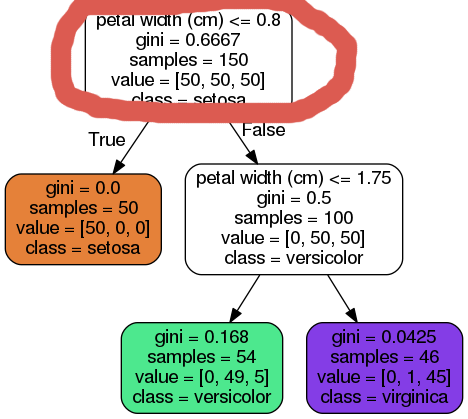 petal width (cm) <= 0.8
gini = 0.6667
samples = 150
value = [50, 50, 50]
class = setosa
True
False
gini = 0.0
samples = 50
value = [50, 0, 0]
class = setosa
petal width (cm) <= 1.75
gini = 0.5
samples = 100
value = [0, 50, 50]
class = versicolor
gini = 0.168
samples = 54
value = [0, 49, 5]
class = versicolor
gini = 0.0425
samples = 46
value = [0, 1, 45]
class = virginica